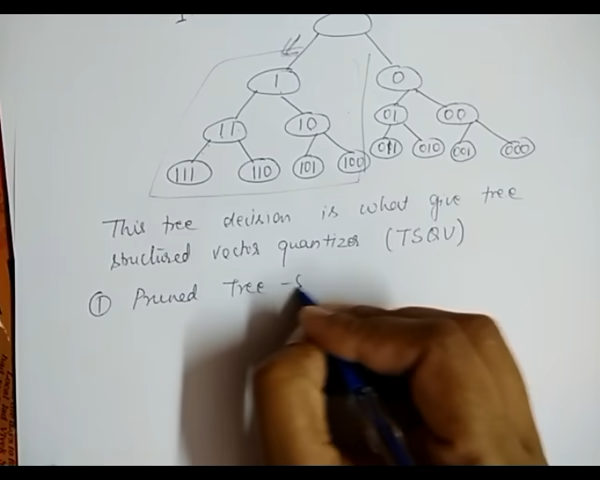 1 0
11 10 01 00
111 110 101 100 011 010 001 000
This tree decision is what give tree
structured vector quantizer (TSQV)
① Pruned Tree -S